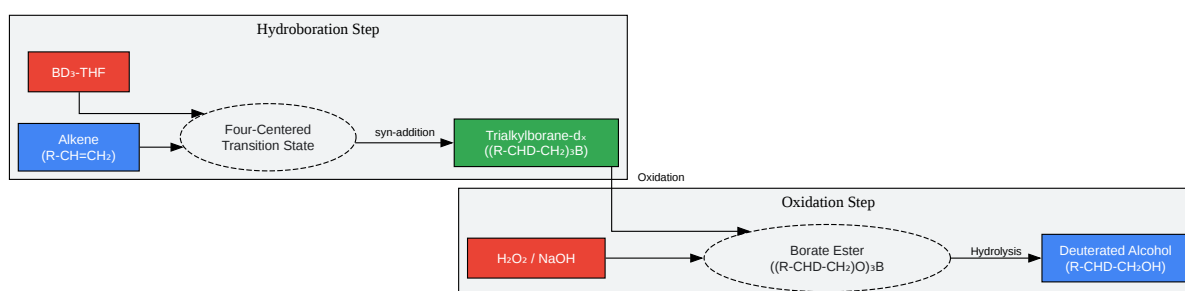 Hydroboration Step
BD₃-THF
Alkene
(R-CH=CH₂)
Four-Centered
Transition State
syn-addition
Trialkylborane-dₓ
((R-CHD-CH₂)₃B)
Oxidation
Oxidation Step
H₂O₂ / NaOH
Borate Ester
((R-CHD-CH₂)O)₃B
Hydrolysis
Deuterated Alcohol
(R-CHD-CH₂OH)